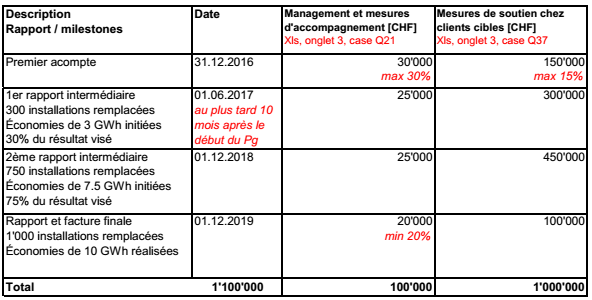 Description
Rapport / milestones
Date
Management et mesures
d'accompagnement [CHF]
Xls, onglet 3, case Q21
Mesures de soutien chez
clients cibles [CHF]
Xls, onglet 3, case Q37
Premier acompte
31.12.2016
30'000
max 30%
150'000
max 15%
1er rapport intermédiaire
300 installations remplacées
Économies de 3 GWh initiées
30% du résultat visé
01.06.2017
au plus tard 10
mois après le
début du Pg
25'000
300'000
2ème rapport intermédiaire
750 installations remplacées
Économies de 7.5 GWh initiées
75% du résultat visé
01.12.2018
25'000
450'000
Rapport et facture finale
1'000 installations remplacées
Économies de 10 GWh réalisées
01.12.2019
20'000
min 20%
100'000
Total
1'100'000
100'000
1'000'000